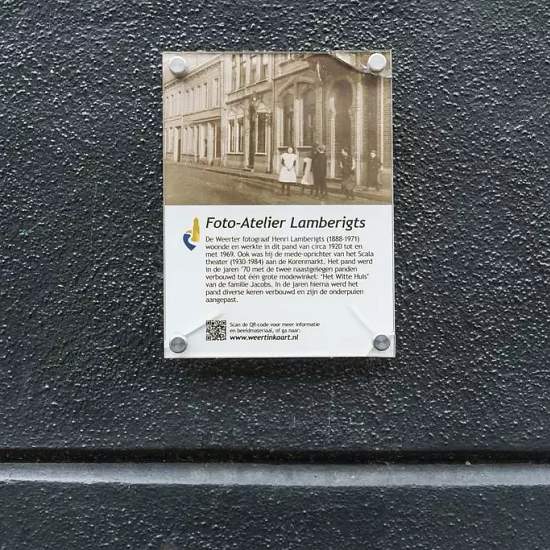 Foto-Atelier Lamberigts
De Weerter fotograaf Henri Lamberigts (1888-1971)
woonde en werkte in dit pand van circa 1920 tot en
met 1969. Ook was hij de mede-oprichter van het Scala
theater (1930-1984) aan de Korenmarkt. Het pand werd
in de jaren '70 met de twee naastgelegen panden
verbouwd tot één grote modewinkel: 'Het Witte Huis'
van de familie Jacobs. In de jaren hierna werd het
pand diverse keren verbouwd en zijn de onderpuien
aangepast.
Scan de QR-code voor meer informatie
en beeldmateriaal, of ga naar:
www.weertinkaart.nl